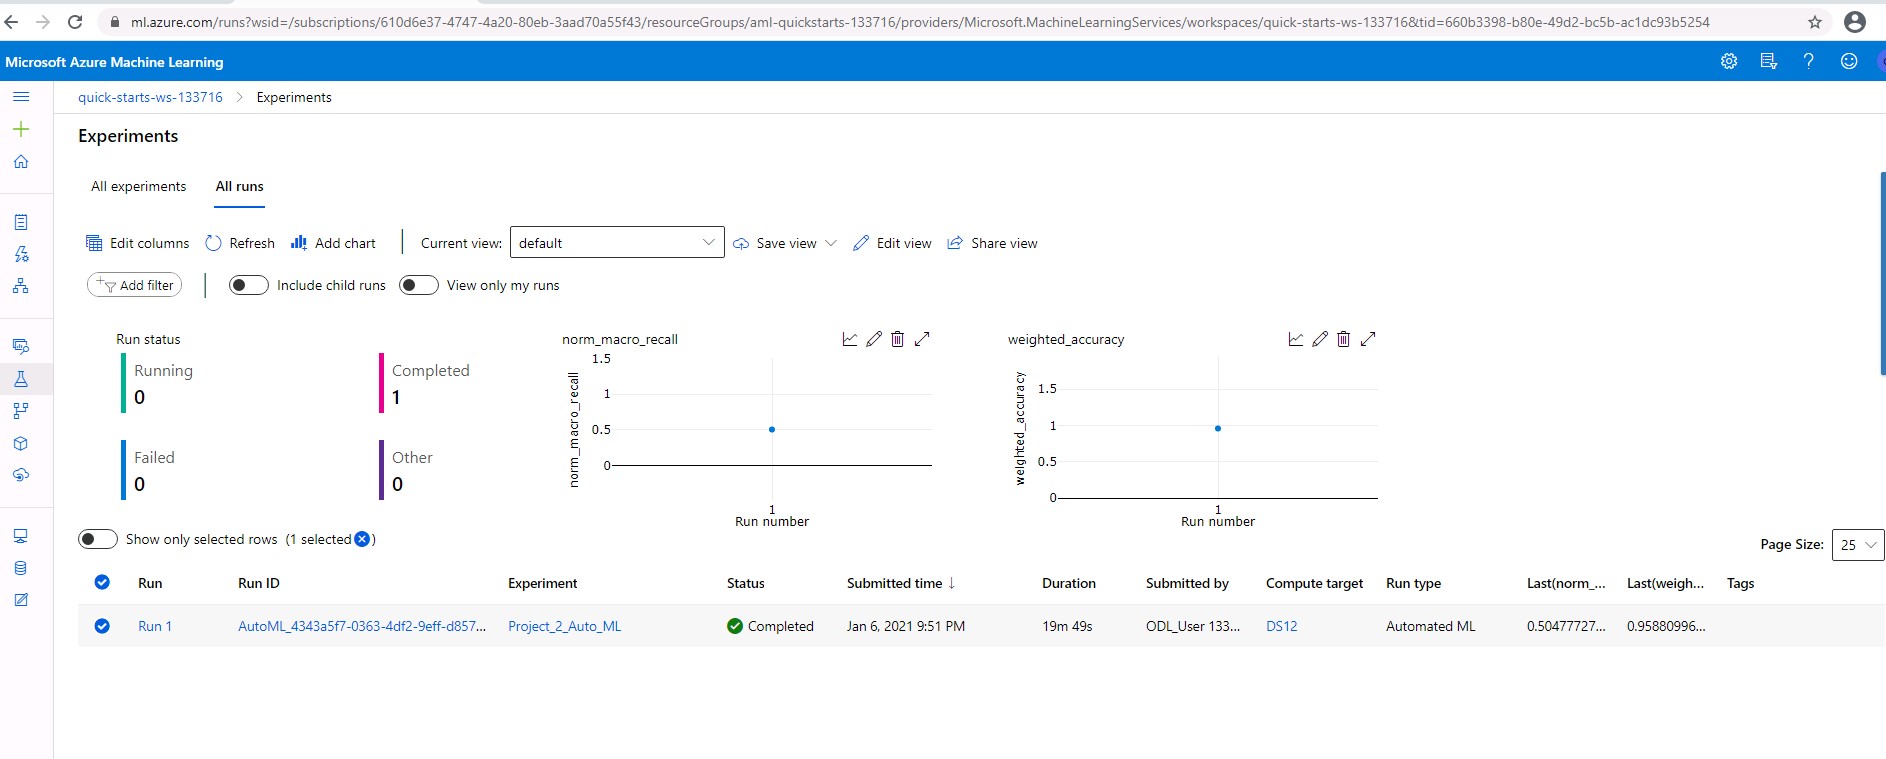 ml.azure.com/runs?wsid=/subscriptions/610d6e37-4747-4a20-80eb-3aad70a55f43/resourceGroups/aml-quickstarts-133716/providers/Microsoft.MachineLearningServices/workspaces/quick-starts-ws-133716&tid=660b3398-b80e-49d2-bc5b-ac1dc93b5254
Microsoft Azure Machine Learning
quick-starts-ws-133716 > Experiments
Experiments
All experiments All runs
Edit columns Refresh Add chart Current view: default Save view Edit view Share view
Add filter Include child runs View only my runs
Run status
Running
0
Completed
1
Failed
0
Other
0
norm_macro_recall
norm_macro_recall
1.5
1
0.5
0
1
Run number
weighted_accuracy
weighted_accuracy
1.5
1
0.5
0
1
Run number
Show only selected rows (1 selected )
Page Size: 25
Run Run ID Experiment Status Submitted time ↓ Duration Submitted by Compute target Run type Last(norm_... Last(weigh... Tags
Run 1 AutoML_4343a5f7-0363-4df2-9eff-d857... Project_2_Auto_ML Completed Jan 6, 2021 9:51 PM 19m 49s ODL_User 133... DS12 Automated ML 0.50477727... 0.95880996...